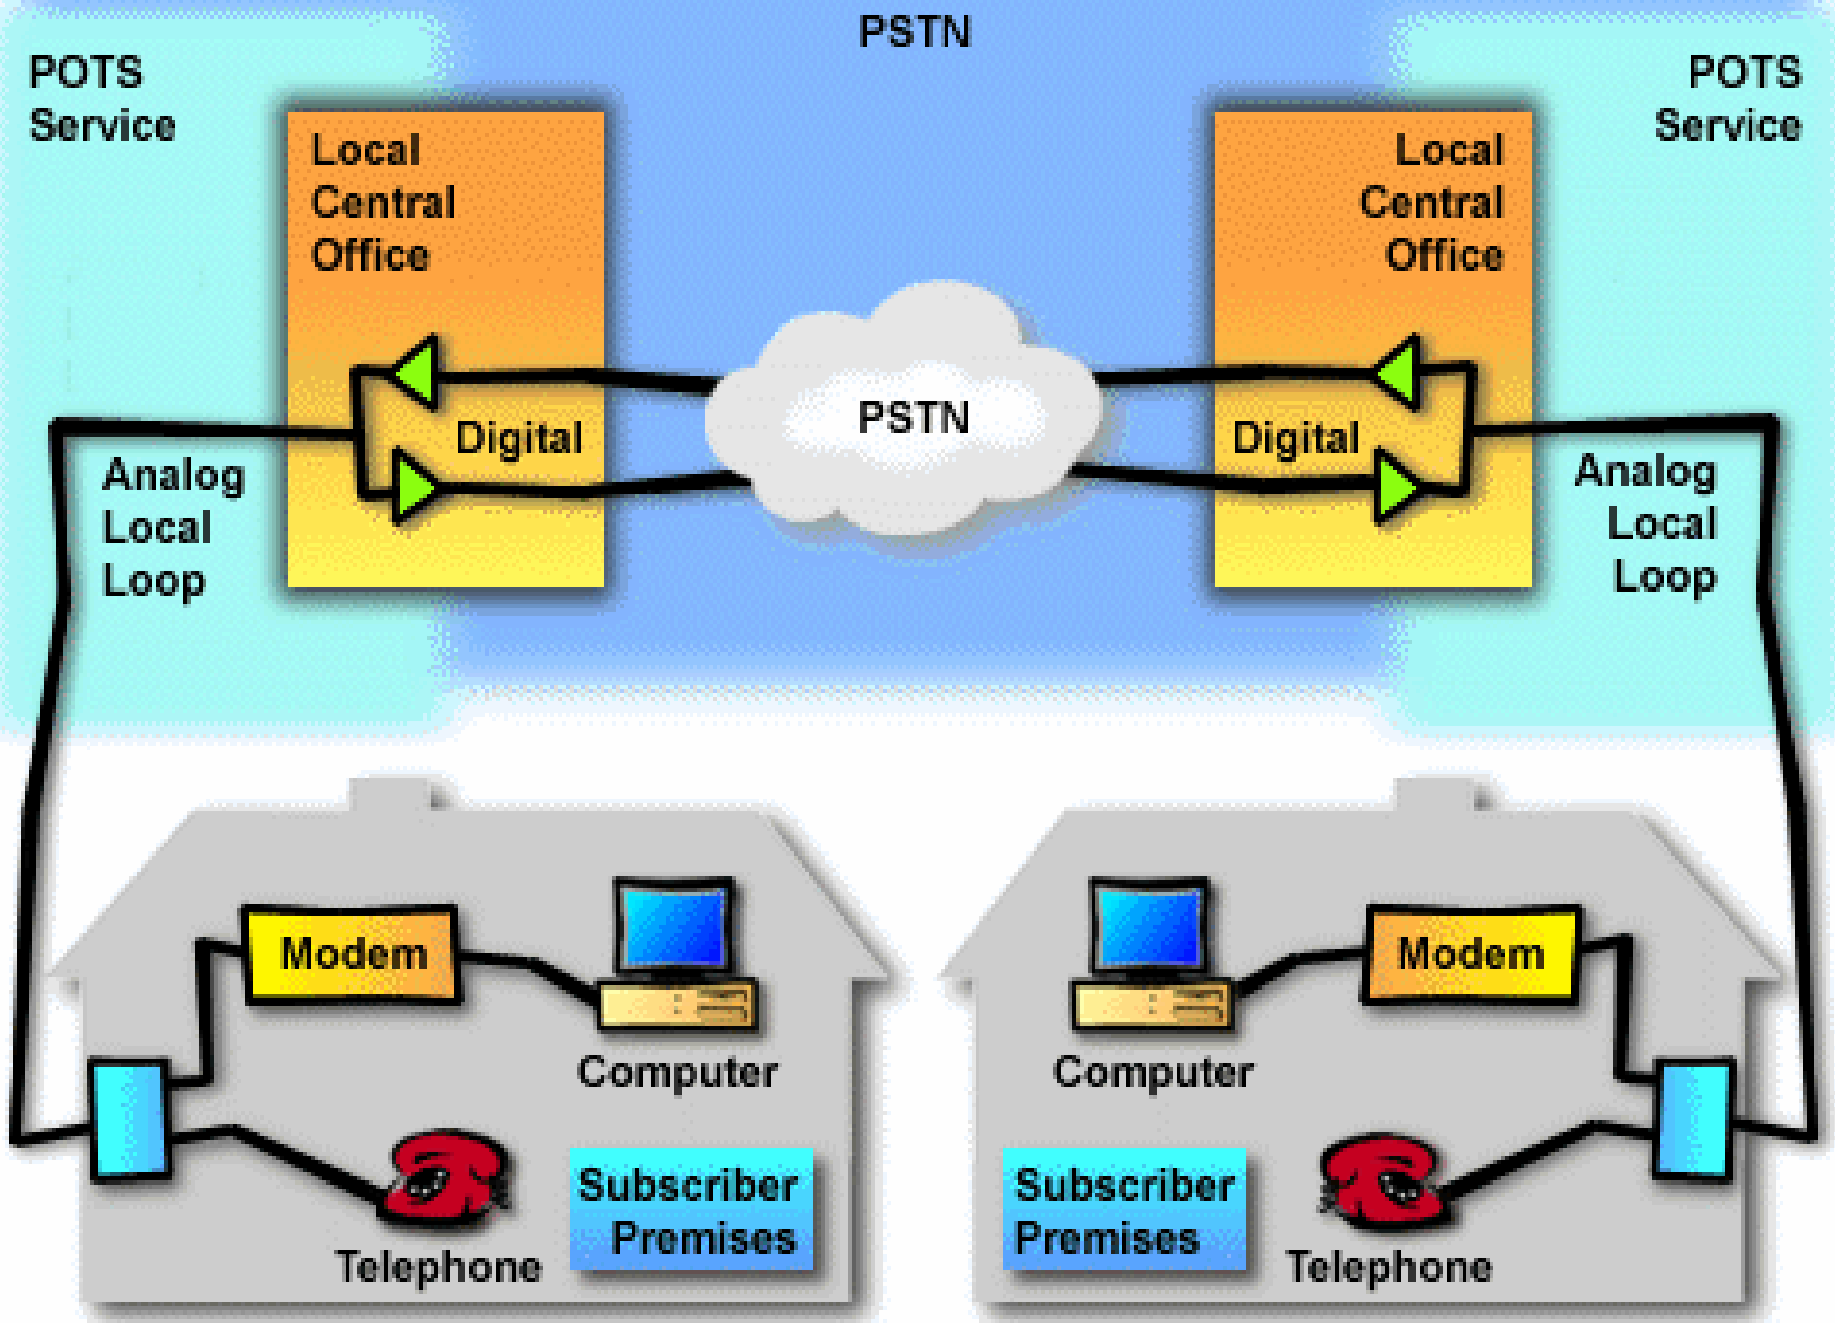 PSTN
POTS
Service
POTS
Service
Local
Central
Office
Local
Central
Office
PSTN
Digital
Digital
Analog
Local
Loop
Analog
Local
Loop
Modem
Computer
Telephone
Subscriber
Premises
Computer
Modem
Subscriber
Premises
Telephone